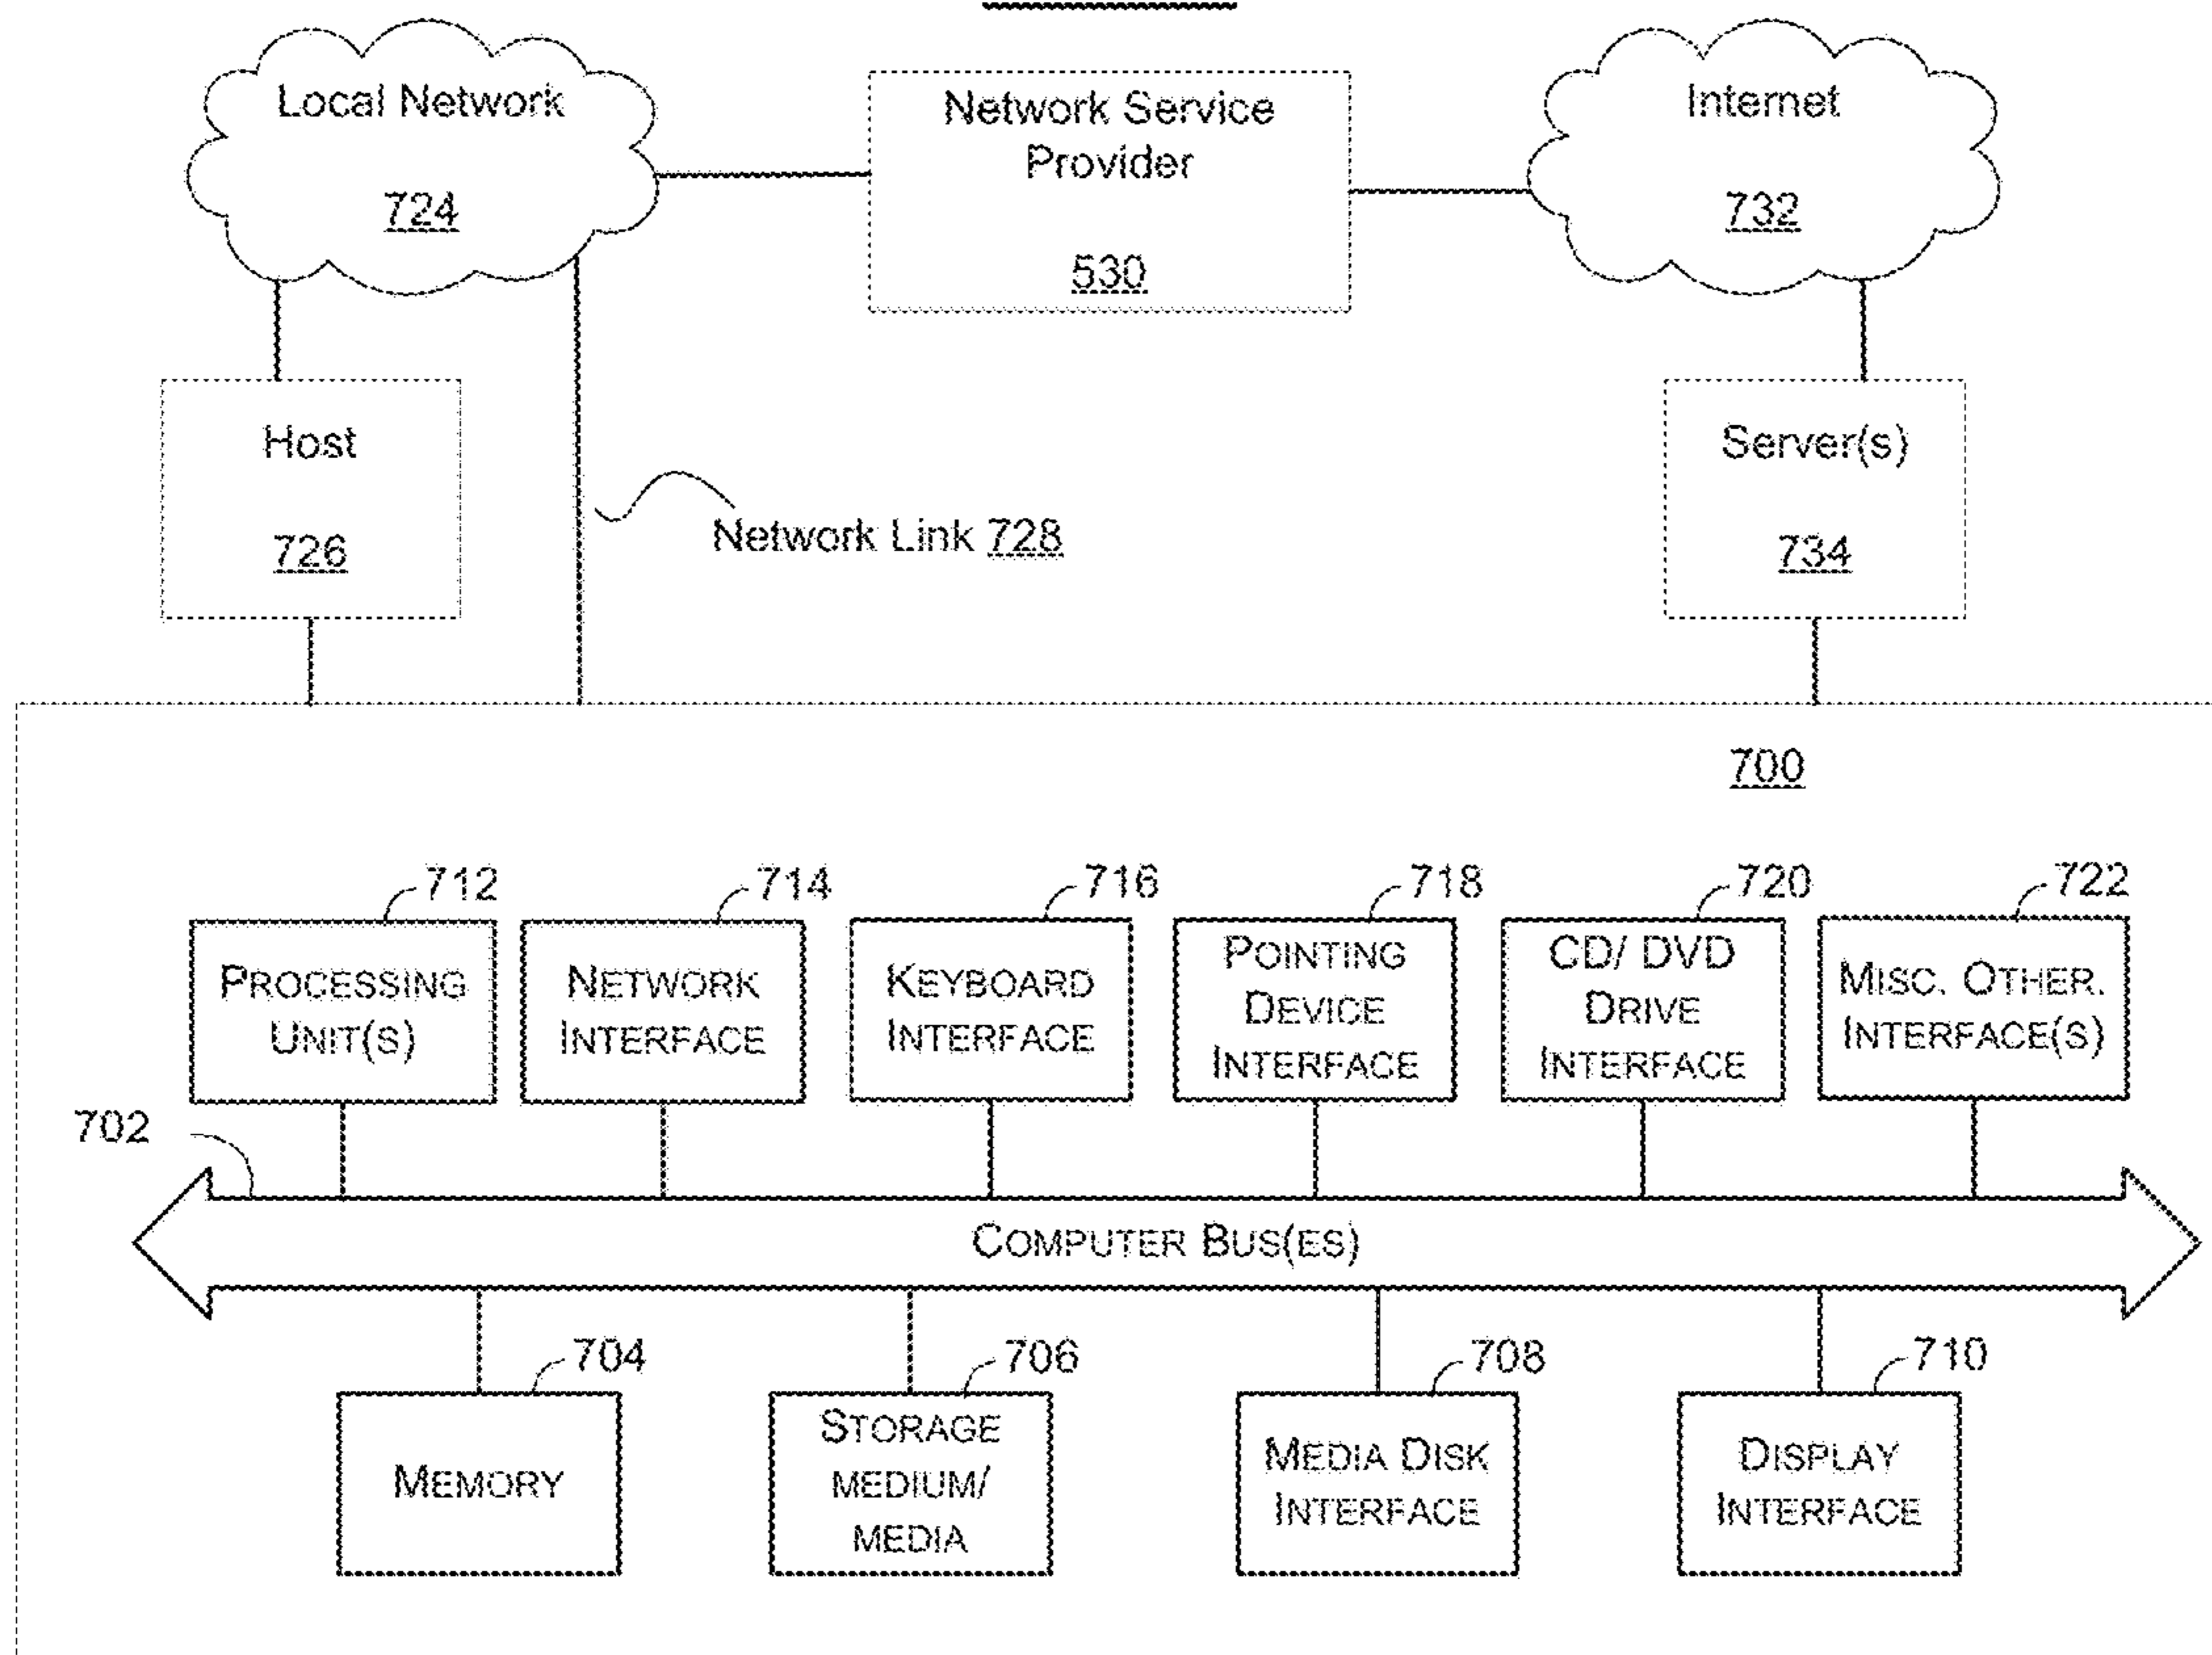 Local Network
724
Network Service
Provider
530
Internet
732
Host
726
Network Link 728
Server(s)
734
700
712
714
716
718
720
722
PROCESSING
UNIT(S)
NETWORK
INTERFACE
KEYBOARD
INTERFACE
POINTING
DEVICE
INTERFACE
CD/ DVD
DRIVE
INTERFACE
MISC. OTHER.
INTERFACE(S)
702
COMPUTER BUS(ES)
704
706
708
710
MEMORY
STORAGE
MEDIUM/
MEDIA
MEDIA DISK
INTERFACE
DISPLAY
INTERFACE